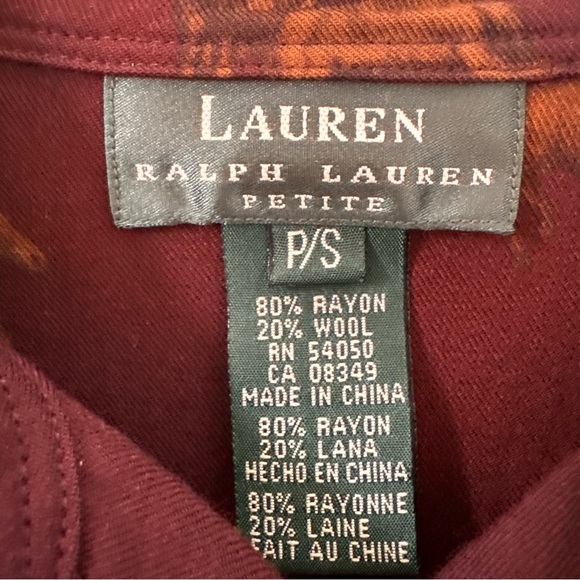 LAUREN
RALPH LAUREN
PETITE
P/S
80% RAYON
20% WOOL
RN 54050
CA 08349
MADE IN CHINA
80% RAYON
20% LANA
HECHO EN CHINA
80% RAYONNE
20% LAINE
FAIT AU CHINE